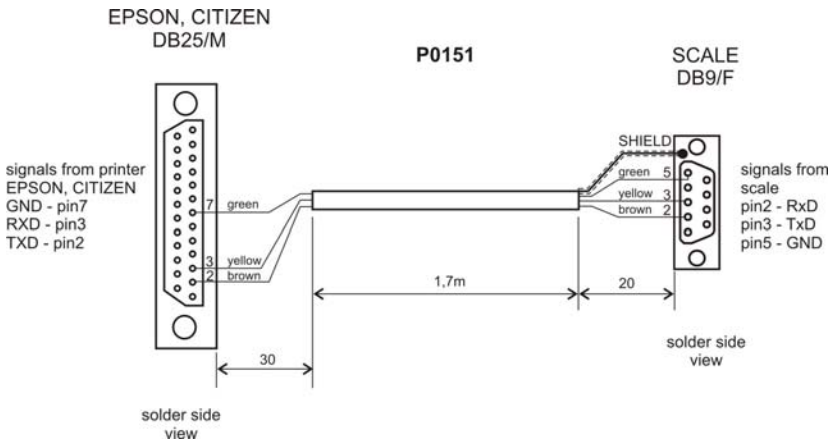 EPSON, CITIZEN
DB25/M
P0151
SCALE
DB9/F
signals from printer
EPSON, CITIZEN
GND - pin7
RXD - pin3
TXD - pin2
7 green
3 yellow
2 brown
SHIELD
green 5
yellow 3
brown 2
signals from
scale
pin2 - RxD
pin3 - TxD
pin5 - GND
1,7m
20
30
solder side
view
solder side
view